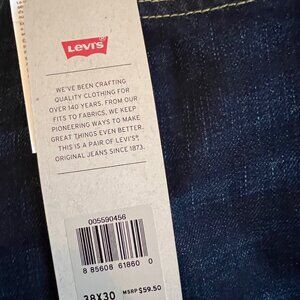 Levi's
WE'VE BEEN CRAFTING
QUALITY CLOTHING FOR
OVER 140 YEARS. FROM OUR
FITS TO FABRICS, WE KEEP
PIONEERING WAYS TO MAKE
GREAT THINGS EVEN BETTER.
THIS IS A PAIR OF LEVI'S®
ORIGINAL JEANS SINCE 1873.
005590456
8 85608 61860 0
38X30 MSRP $59.50